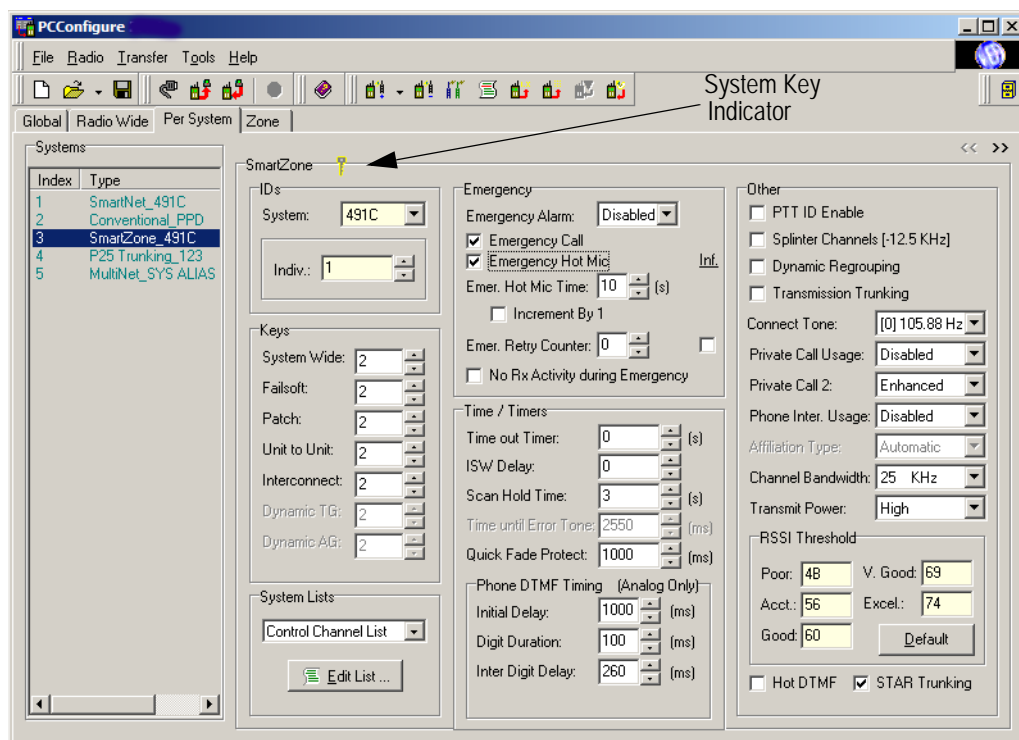 PCConfigure
File Radio Transfer Tools Help
System Key
Indicator
Global Radio Wide Per System Zone
<< >>
Systems
Index Type
1 SmartNet_491C
2 Conventional_PPD
3 SmartZone_491C
4 P25 Trunking_123
5 MultiNet_SYS ALIAS
SmartZone
IDs
System: 491C
Indiv.: 1
Keys
System Wide: 2
Failsoft: 2
Patch: 2
Unit to Unit: 2
Interconnect: 2
Dynamic TG: 2
Dynamic AG: 2
System Lists
Control Channel List
Edit List ...
Emergency
Emergency Alarm: Disabled
Emergency Call
Emergency Hot Mic Inf.
Emer. Hot Mic Time: 10 (s)
Increment By 1
Emer. Retry Counter: 0
No Rx Activity during Emergency
Time / Timers
Time out Timer: 0 (s)
ISW Delay: 0
Scan Hold Time: 3 (s)
Time until Error Tone: 2550 (ms)
Quick Fade Protect: 1000 (ms)
Phone DTMF Timing (Analog Only)
Initial Delay: 1000 (ms)
Digit Duration: 100 (ms)
Inter Digit Delay: 260 (ms)
Other
PTT ID Enable
Splinter Channels [-12.5 KHz]
Dynamic Regrouping
Transmission Trunking
Connect Tone: [0] 105.88 Hz
Private Call Usage: Disabled
Private Call 2: Enhanced
Phone Inter. Usage: Disabled
Affiliation Type: Automatic
Channel Bandwidth: 25 KHz
Transmit Power: High
RSSI Threshold
Poor: 4B V. Good: 69
Acct.: 56 Excel.: 74
Good: 60 Default
Hot DTMF STAR Trunking